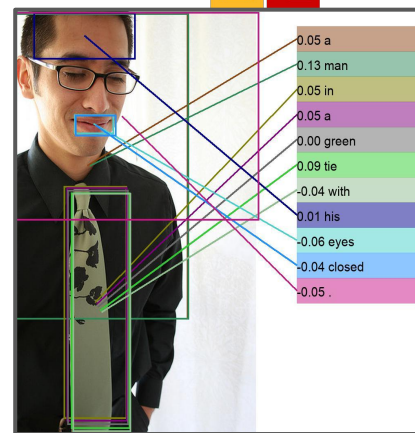 0.05 a
0.13 man
0.05 in
0.05 a
0.00 green
0.09 tie
-0.04 with
0.01 his
-0.06 eyes
-0.04 closed
-0.05 .